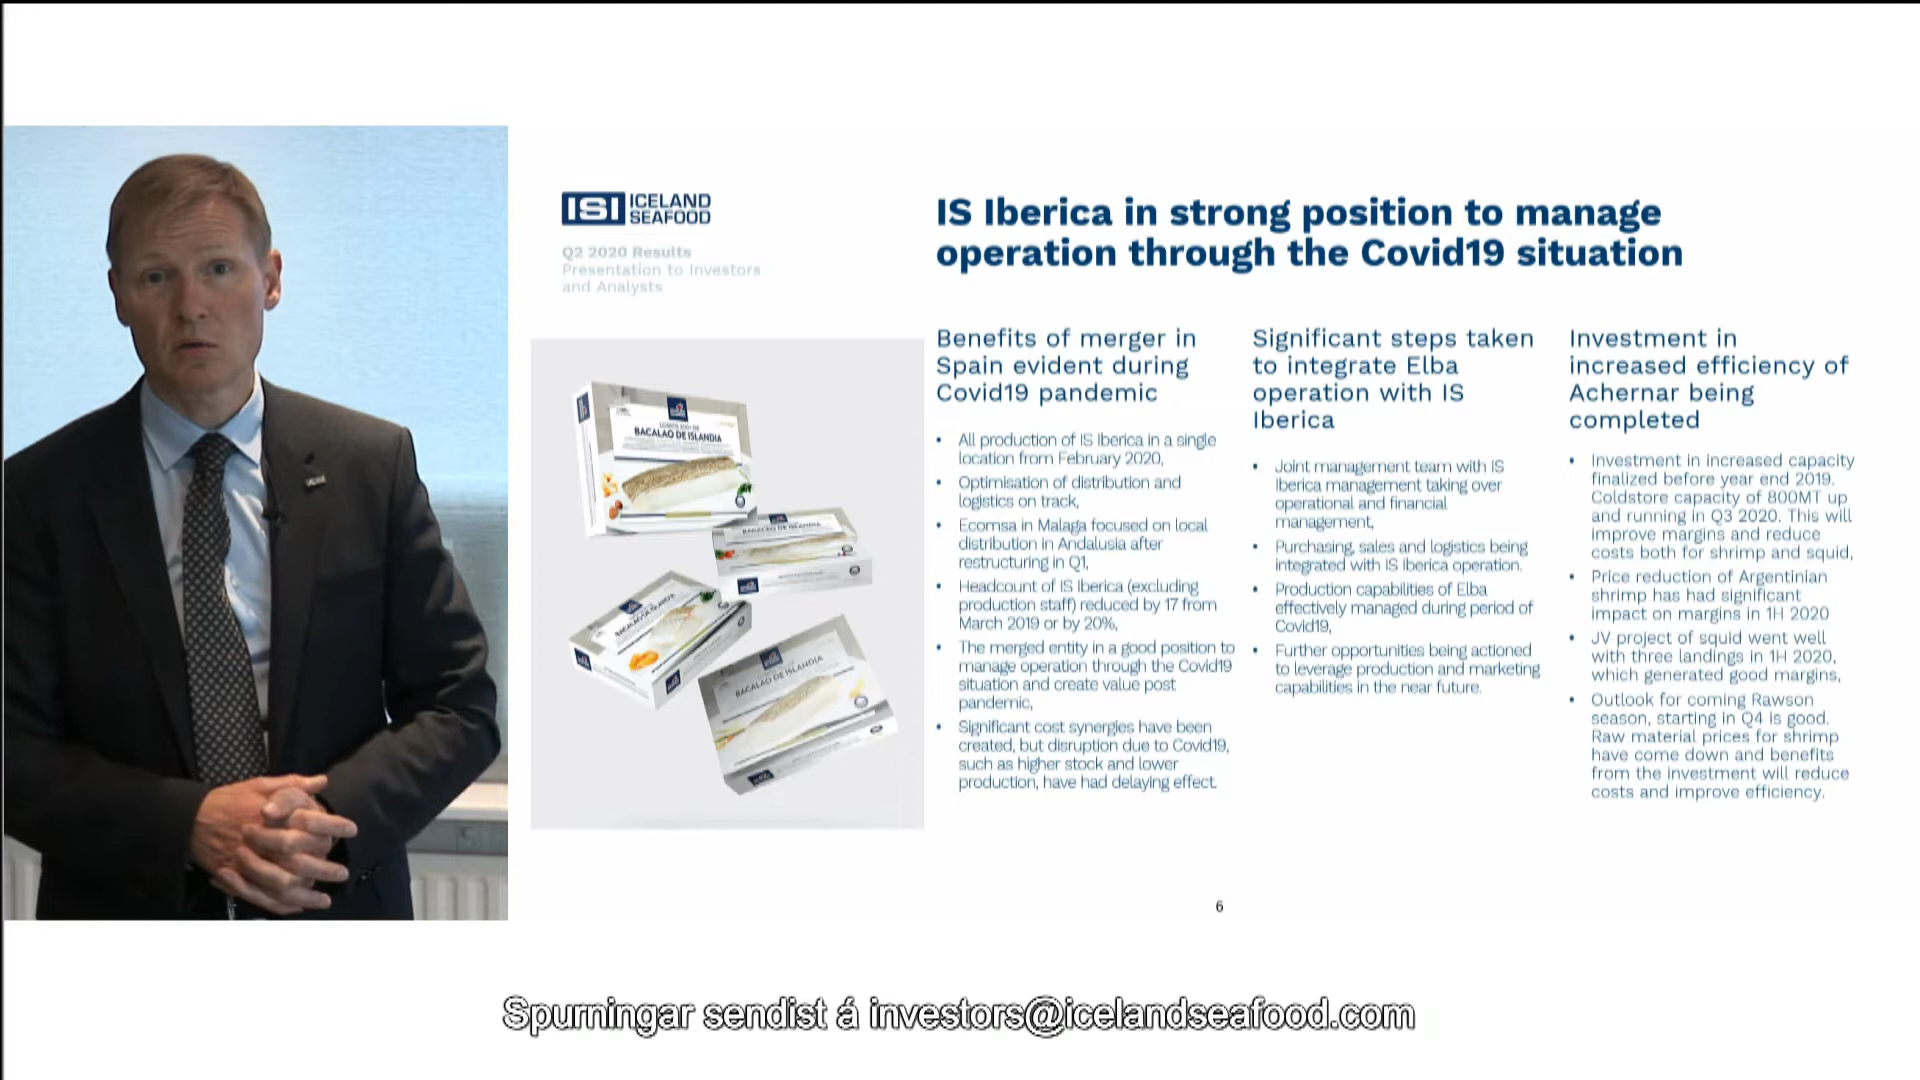 ISI ICELAND
SEAFOOD
Q2 2020 Results
Presentation to Investors
and Analysts
IS Iberica in strong position to manage
operation through the Covid19 situation
Benefits of merger in
Spain evident during
Covid19 pandemic
• All production of IS Iberica in a single
location from February 2020,
• Optimisation of distribution and
logistics on track,
• Ecomsa in Malaga focused on local
distribution in Andalusia after
restructuring in Q1,
• Headcount of IS Iberica (excluding
production staff) reduced by 17 from
March 2019 or by 20%,
• The merged entity in a good position to
manage operation through the Covid19
situation and create value post
pandemic,
• Significant cost synergies have been
created, but disruption due to Covid19,
such as higher stock and lower
production, have had delaying effect.
Significant steps taken
to integrate Elba
operation with IS
Iberica
• Joint management team with IS
Iberica management taking over
operational and financial
management,
• Purchasing, sales and logistics being
integrated with IS Iberica operation.
• Production capabilities of Elba
effectively managed during period of
Covid19,
• Further opportunities being actioned
to leverage production and marketing
capabilities in the near future.
Investment in
increased efficiency of
Achernar being
completed
• Investment in increased capacity
finalized before year end 2019.
Coldstore capacity of 800MT up
and running in Q3 2020. This will
improve margins and reduce
costs both for shrimp and squid,
• Price reduction of Argentinian
shrimp has had significant
impact on margins in 1H 2020
• JV project of squid went well
with three landings in 1H 2020,
which generated good margins,
• Outlook for coming Rawson
season, starting in Q4 is good.
Raw material prices for shrimp
have come down and benefits
from the investment will reduce
costs and improve efficiency.
BACALAO DE ISLANDIA
BACALAO DE ISLANDIA
BACALAO DE ISLANDIA
BACALAO DE ISLANDIA
6
Spurningar sendist á investors@icelandseafood.com